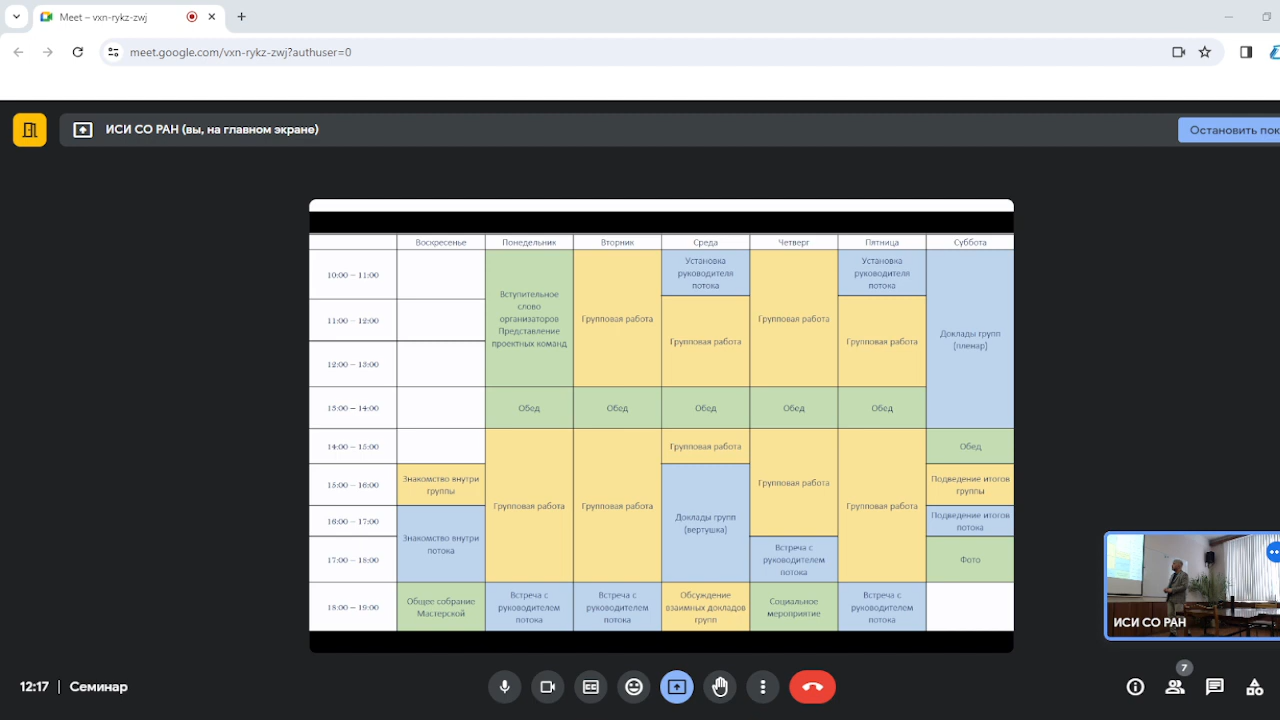 Meet – vxn-rykz-zwj
meet.google.com/vxn-rykz-zwj?authuser=0
ИСИ СО РАН (вы, на главном экране)
Остановить пок
Воскресенье Понедельник Вторник Среда Четверг Пятница Суббота
10:00 – 11:00
11:00 – 12:00
12:00 – 13:00
13:00 – 14:00
14:00 – 15:00
15:00 – 16:00
16:00 – 17:00
17:00 – 18:00
18:00 – 19:00
Знакомство внутри
группы
Знакомство внутри
потока
Общее собрание
Мастерской
Вступительное
слово
организаторов
Представление
проектных команд
Обед
Групповая работа
Встреча с
руководителем
потока
Групповая работа
Обед
Групповая работа
Встреча с
руководителем
потока
Установка
руководителя
потока
Групповая работа
Обед
Групповая работа
Доклады групп
(вертушка)
Обсуждение
взаимных докладов
групп
Групповая работа
Обед
Групповая работа
Встреча с
руководителем
потока
Социальное
мероприятие
Установка
руководителя
потока
Групповая работа
Обед
Групповая работа
Встреча с
руководителем
потока
Доклады групп
(пленар)
Обед
Подведение итогов
группы
Подведение итогов
потока
Фото
ИСИ СО РАН
12:17 | Семинар
7